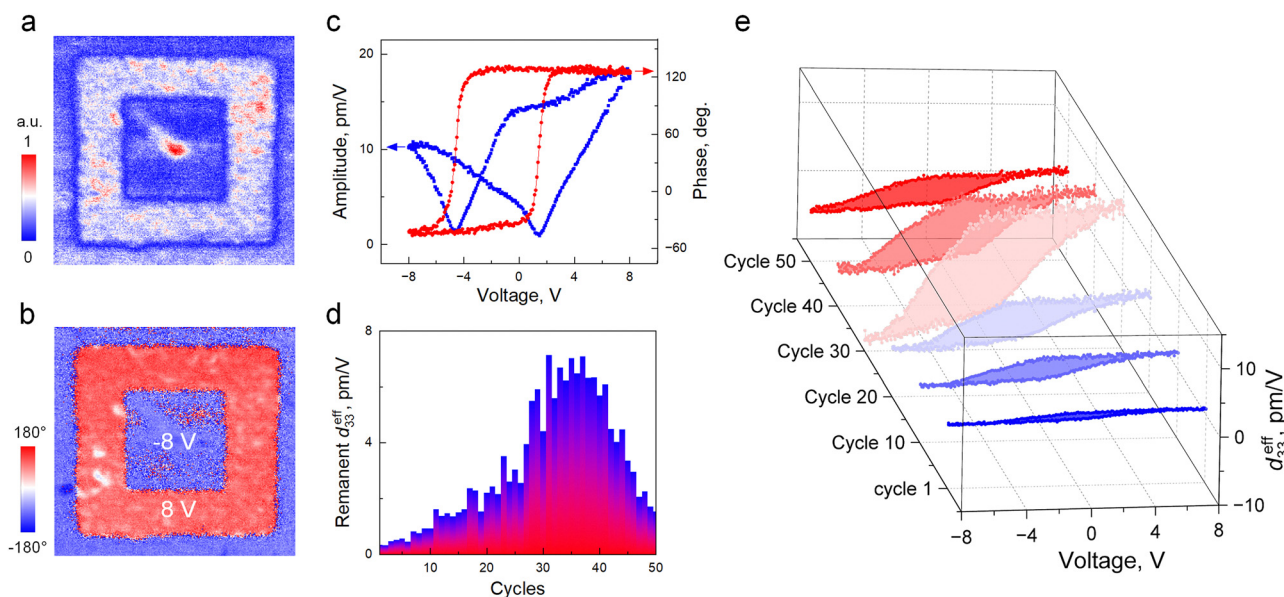 a
a.u.
1
0
b
180°
-180°
-8 V
8 V
c
20
15
10
5
0
Amplitude, pm/V
120
60
0
−60
Phase, deg.
−8
−4
0
4
8
Voltage, V
d
8
4
0
Remanent d33eff, pm/V
10
20
30
40
50
Cycles
e
Cycle 50
Cycle 40
Cycle 30
Cycle 20
Cycle 10
cycle 1
−8
−4
0
4
8
Voltage, V
10
0
−10
d33eff, pm/V